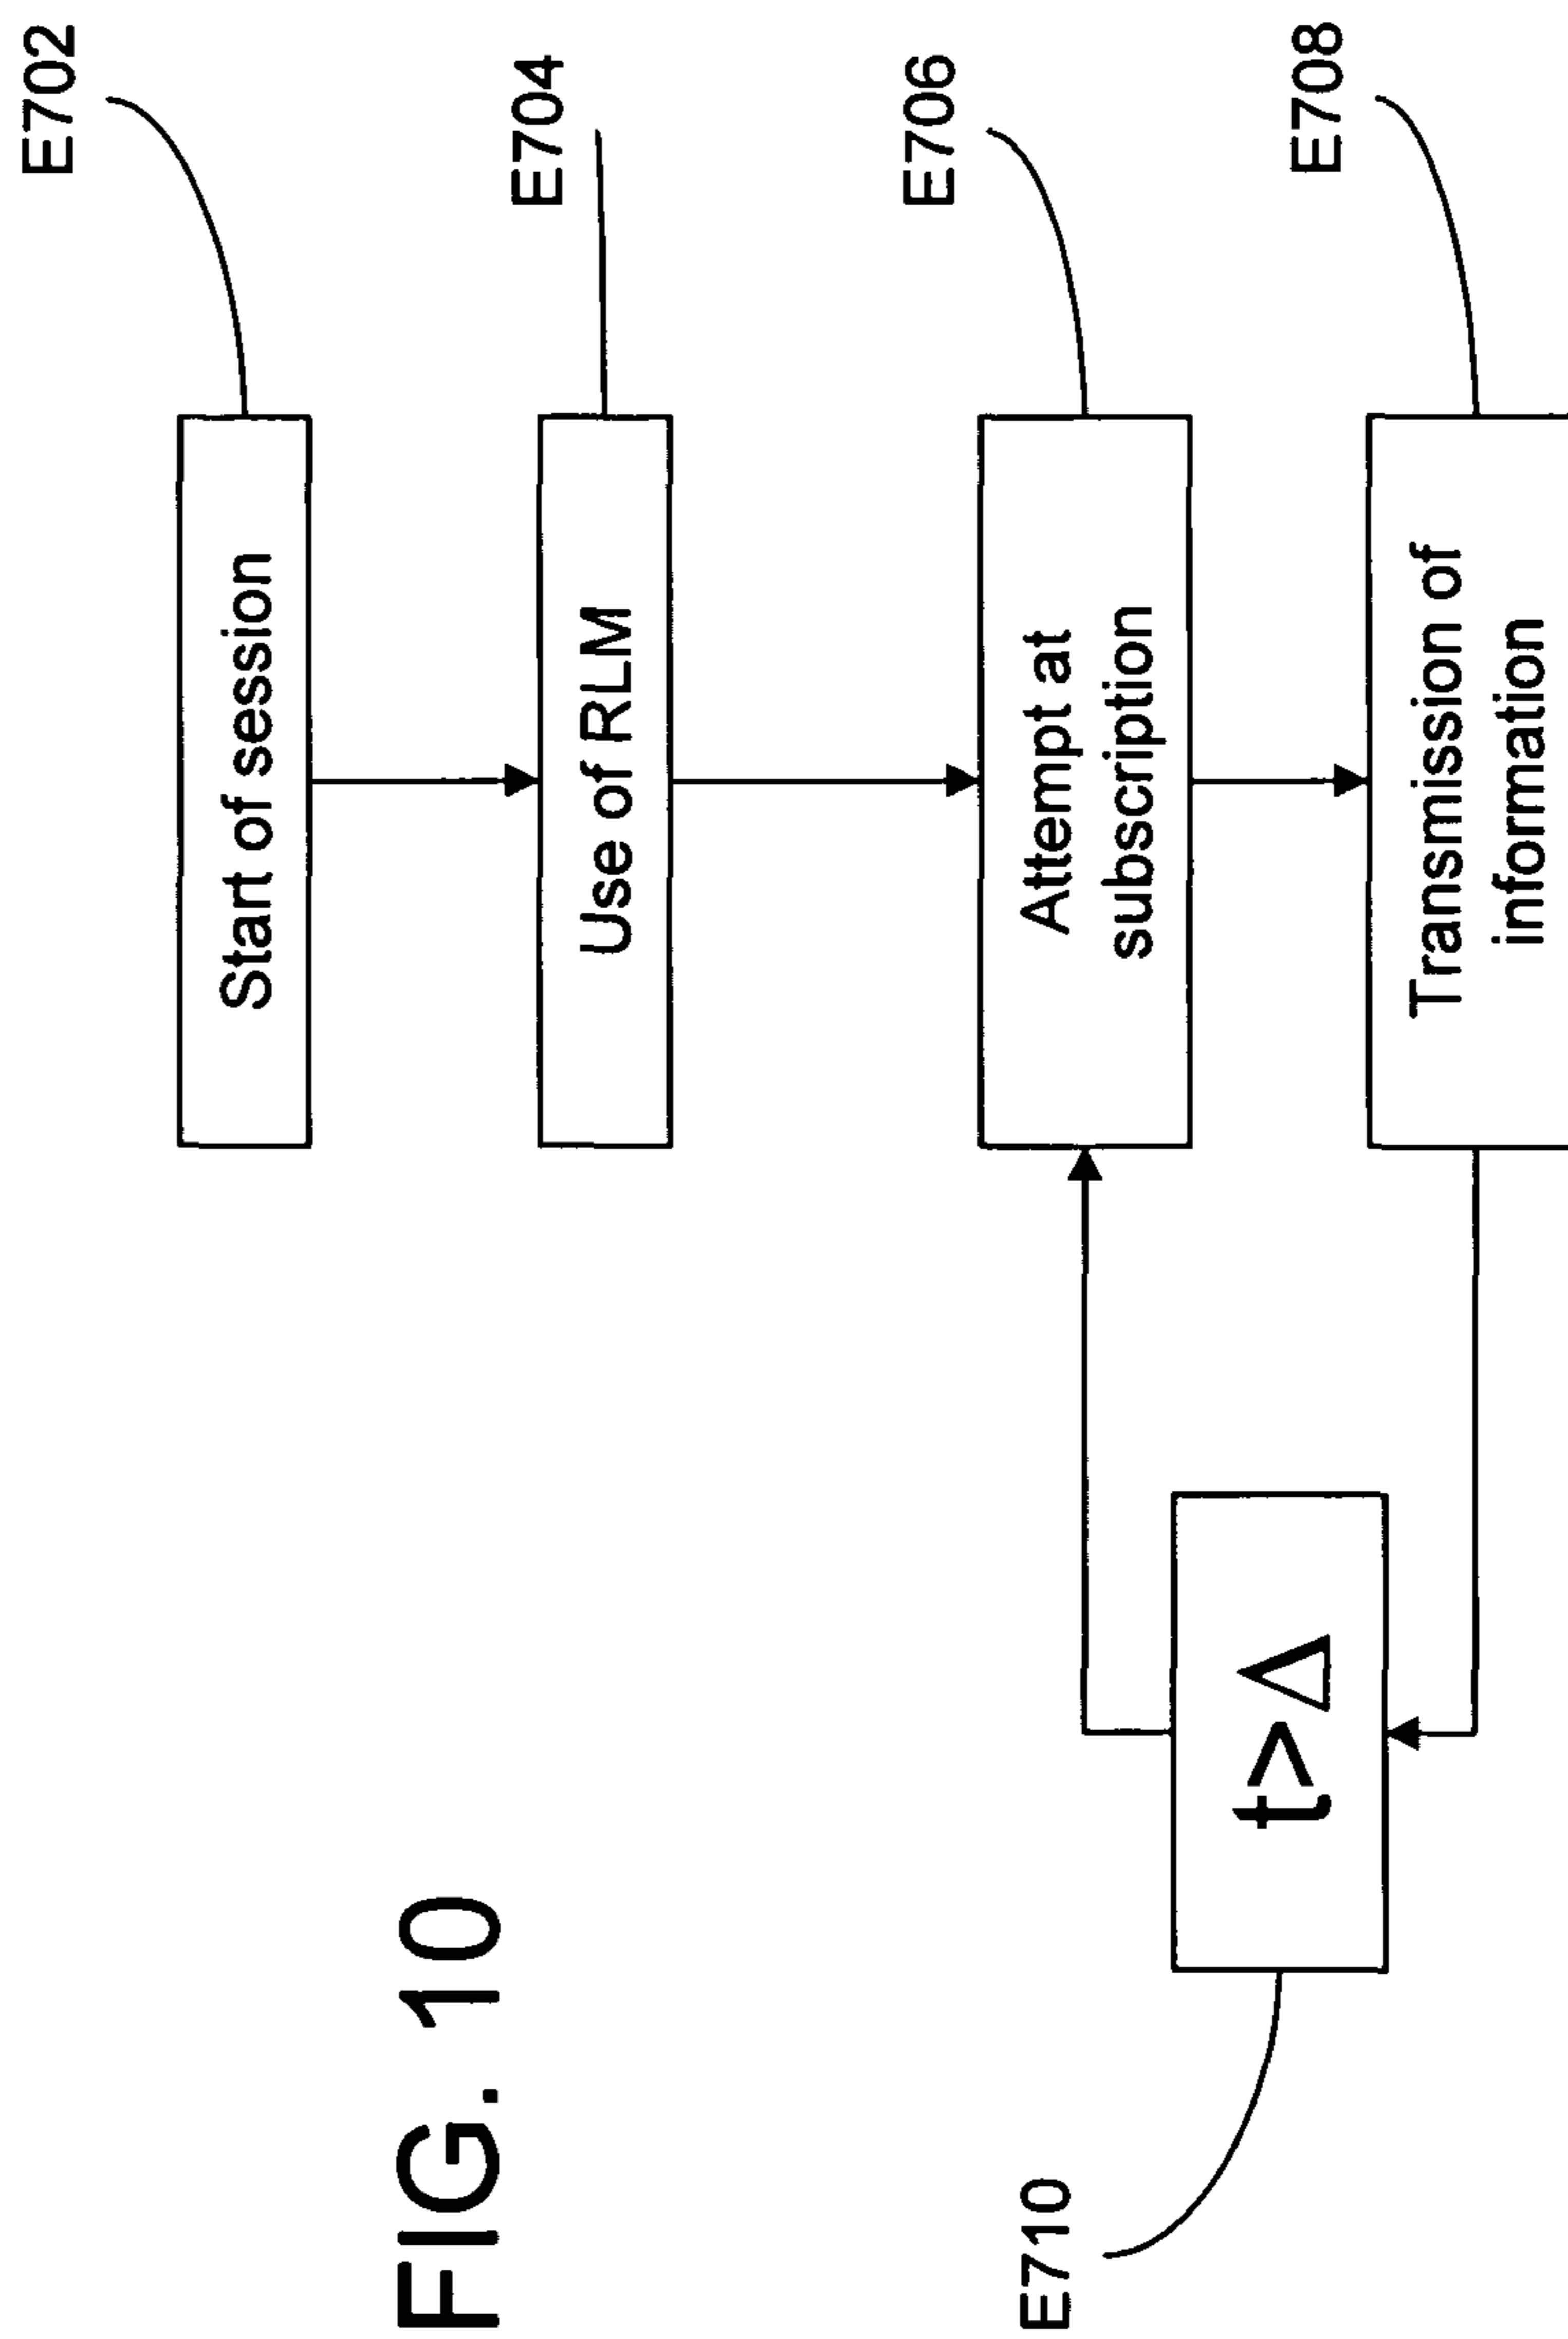 E702
Start of session
E704
Use of RLM
E706
Attempt at
subscription
E708
Transmission of
information
t>Δ
E710
FIG. 10